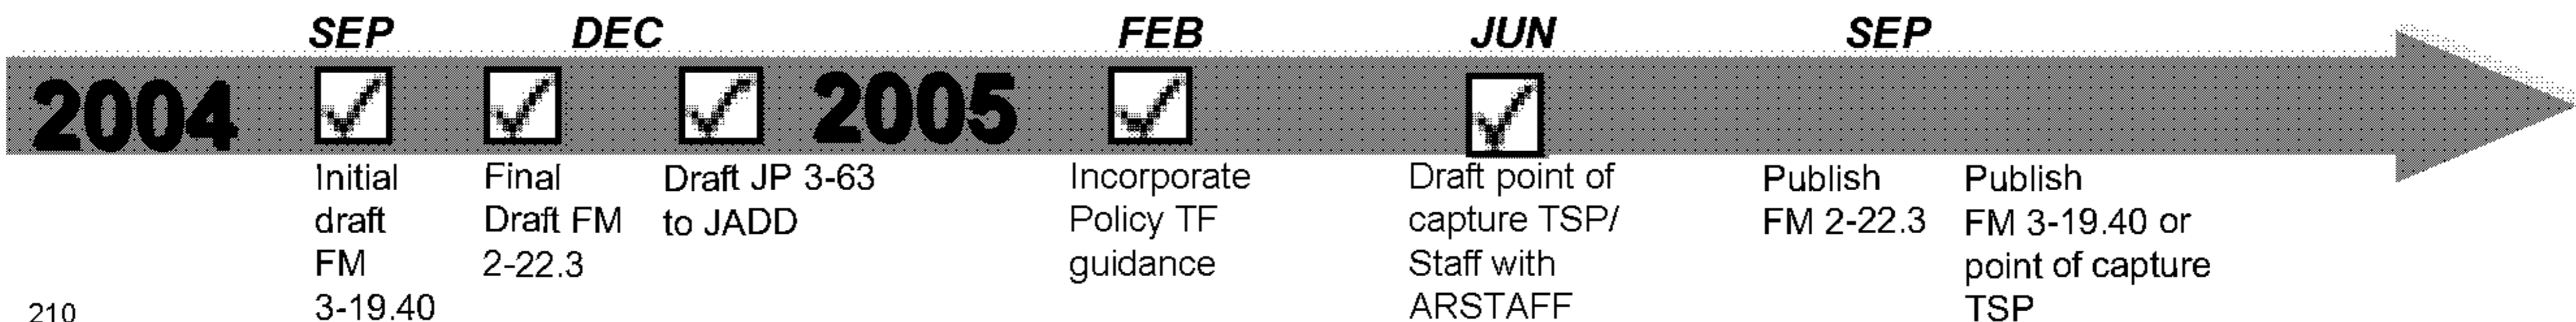 SEP DEC FEB JUN SEP
2004 2005
Initial
draft
FM
3-19.40
Final
Draft FM
2-22.3
Draft JP 3-63
to JADD
Incorporate
Policy TF
guidance
Draft point of
capture TSP/
Staff with
ARSTAFF
Publish
FM 2-22.3
Publish
FM 3-19.40 or
point of capture
TSP
210